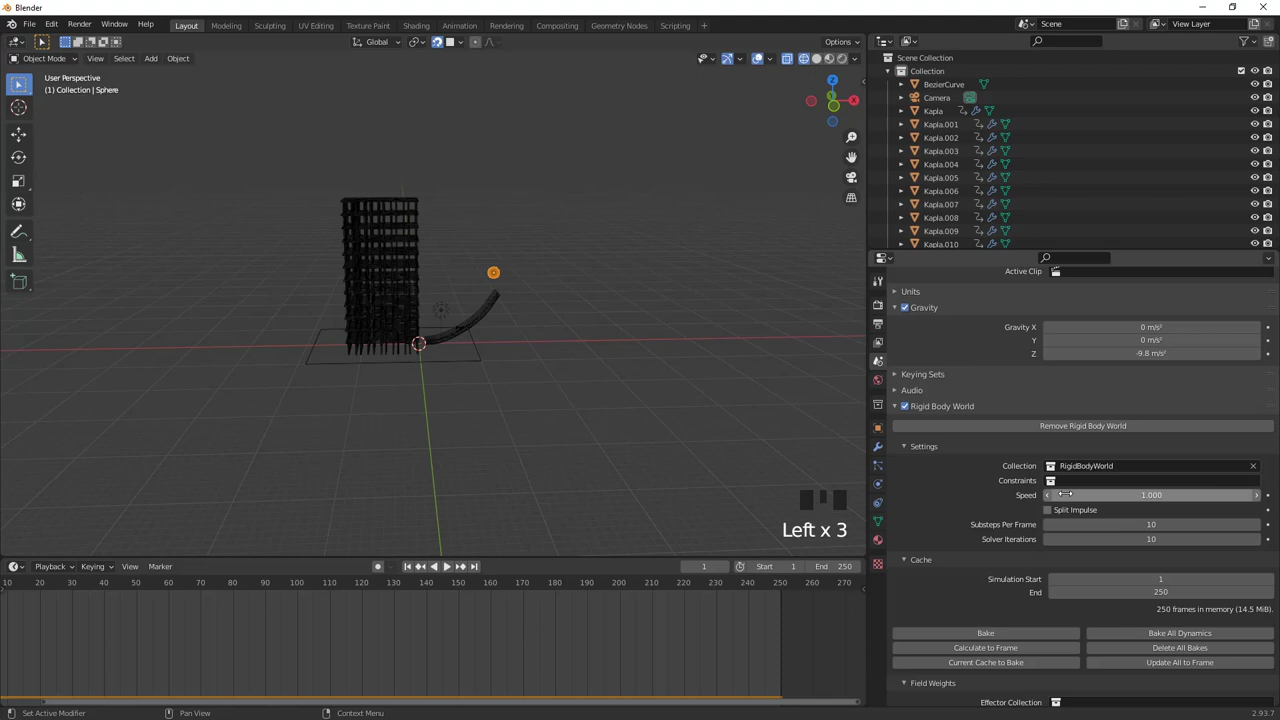 Blender
File Edit Render Window Help
Layout Modeling Sculpting UV Editing Texture Paint Shading Animation Rendering Compositing Geometry Nodes Scripting +
Scene
View Layer
Global
Options
Object Mode View Select Add Object
User Perspective
(1) Collection | Sphere
Z
X
Left x 3
Scene Collection
Collection
BezierCurve
Camera
Kapla
Kapla.001
Kapla.002
Kapla.003
Kapla.004
Kapla.005
Kapla.006
Kapla.007
Kapla.008
Kapla.009
Kapla.010
Active Clip
Units
Gravity
Gravity X 0 m/s²
Y 0 m/s²
Z -9.8 m/s²
Keying Sets
Audio
Rigid Body World
Remove Rigid Body World
Settings
Collection RigidBodyWorld
Constraints
Speed 1.000
Split Impulse
Substeps Per Frame 10
Solver Iterations 10
Cache
Simulation Start 1
End 250
250 frames in memory (14.5 MiB).
Bake Bake All Dynamics
Calculate to Frame Delete All Bakes
Current Cache to Bake Update All to Frame
Field Weights
Effector Collection
Playback Keying View Marker
1 Start 1 End 250
10 20 30 40 50 60 70 80 90 100 110 120 130 140 150 160 170 180 190 200 210 220 230 240 250 260 270
Set Active Modifier Pan View Context Menu
2.93.7